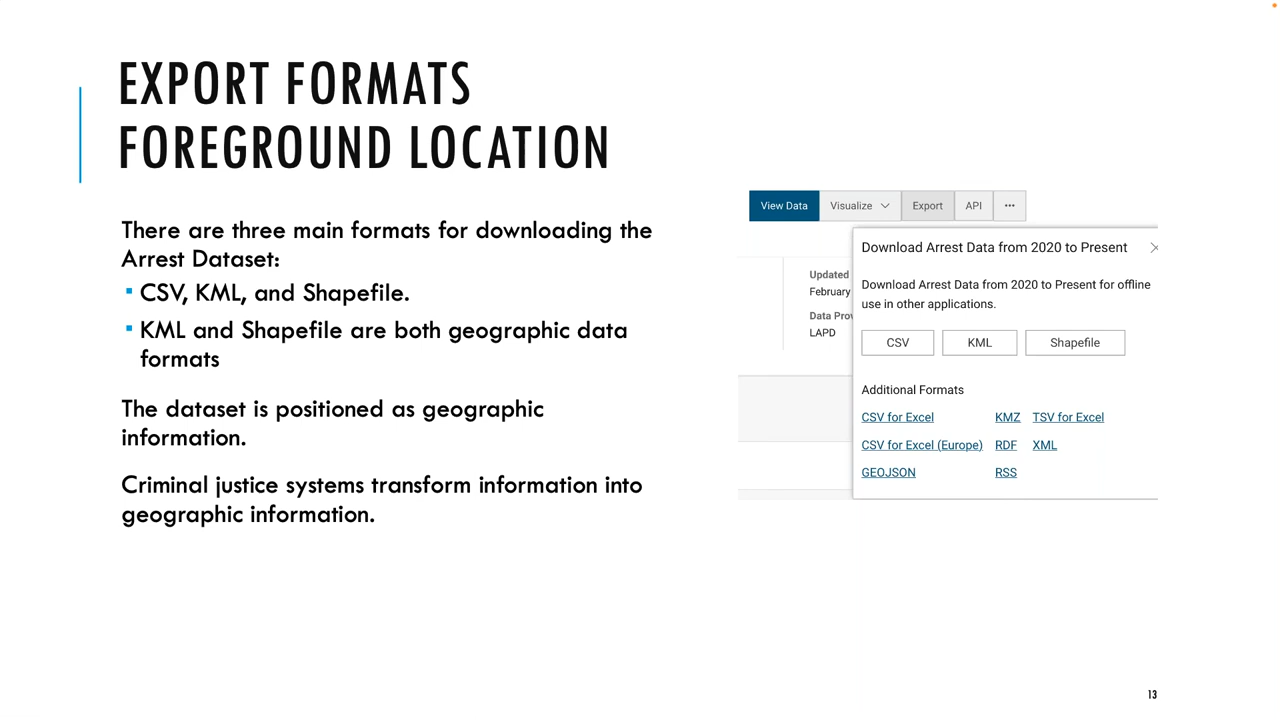 EXPORT FORMATS
FOREGROUND LOCATION
There are three main formats for downloading the
Arrest Dataset:
▪ CSV, KML, and Shapefile.
▪ KML and Shapefile are both geographic data
formats
The dataset is positioned as geographic
information.
Criminal justice systems transform information into
geographic information.
View Data Visualize Export API ···
Download Arrest Data from 2020 to Present
Updated
February
Data Prov
LAPD
Download Arrest Data from 2020 to Present for offline
use in other applications.
CSV KML Shapefile
Additional Formats
CSV for Excel KMZ TSV for Excel
CSV for Excel (Europe) RDF XML
GEOJSON RSS
13